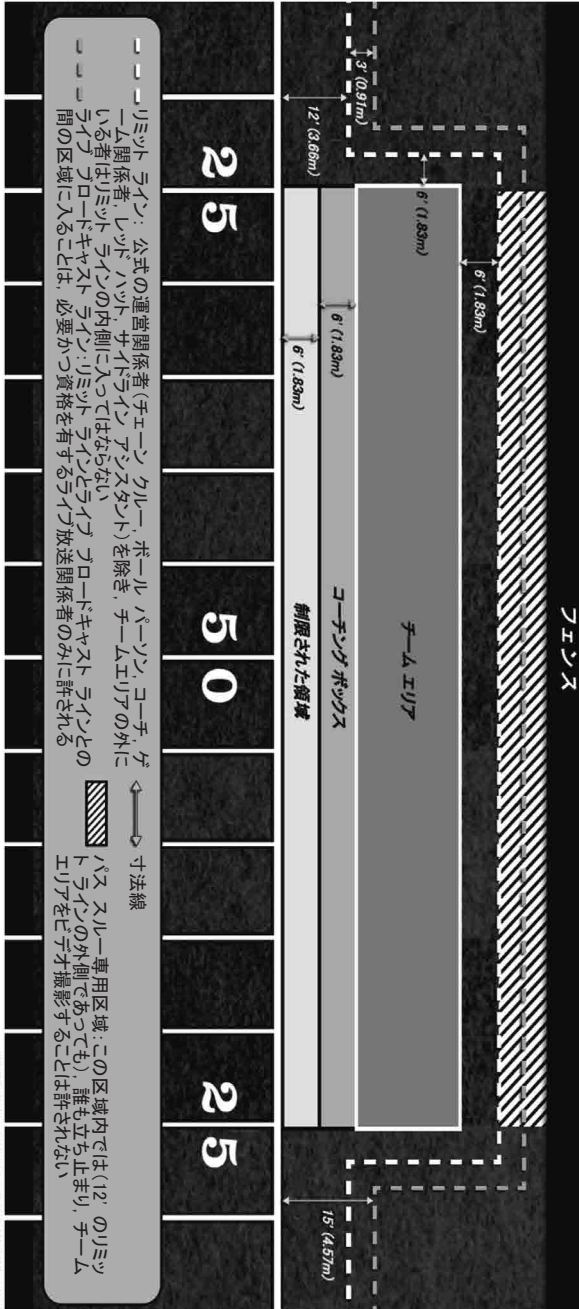 フェンス
3' (0.91m)
12' (3.66m)
6' (1.83m)
6' (1.83m)
6' (1.83m)
6' (1.83m)
15' (4.57m)
チーム エリア
コーチング ボックス
制限された領域
2 5
5 0
2 5
リミット ライン: 公式の運営関係者(チェーン クルー, ボール パーソン, コーチ, ゲ
ーム関係者, レッド ハット, サイドライン アシスタント)を除き, チームエリアの外に
いる者はリミット ラインの内側に入ってはならない
ライブ ブロードキャスト ライン:リミット ラインとライブ ブロードキャスト ラインとの
間の区域に入ることは, 必要かつ資格を有するライブ放送関係者のみに許される
寸法線
パス スルー専用区域:この区域内では(12' のリミッ
ト ラインの外側であっても), 誰も立ち止まり, チーム
エリアをビデオ撮影することは許されない